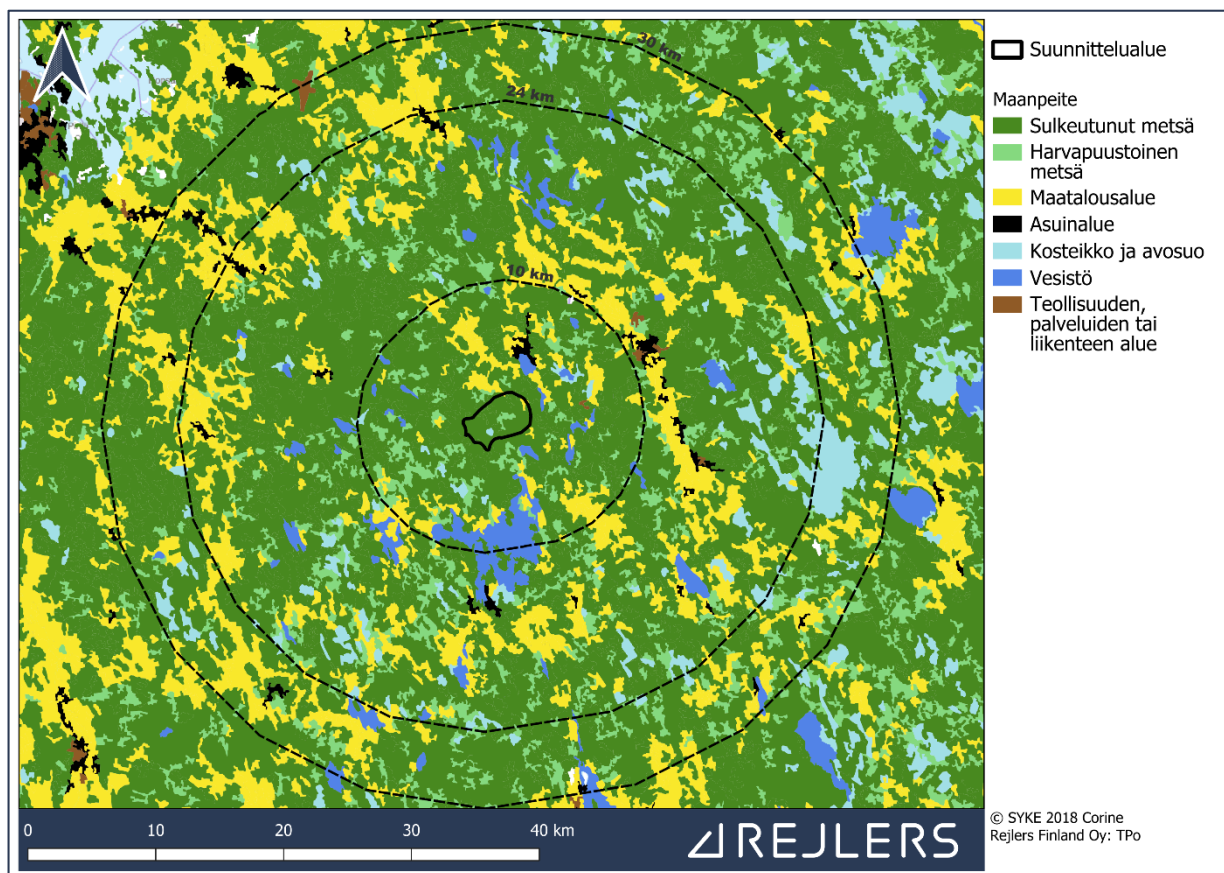 30 km
24 km
10 km
Suunnittelualue
Maanpeite
Sulkeutunut metsä
Harvapuustoinen
metsä
Maatalousalue
Asuinalue
Kosteikko ja avosuo
Vesistö
Teollisuuden,
palveluiden tai
liikenteen alue
0 10 20 30 40 km
REJLERS
© SYKE 2018 Corine
Rejlers Finland Oy: TPo